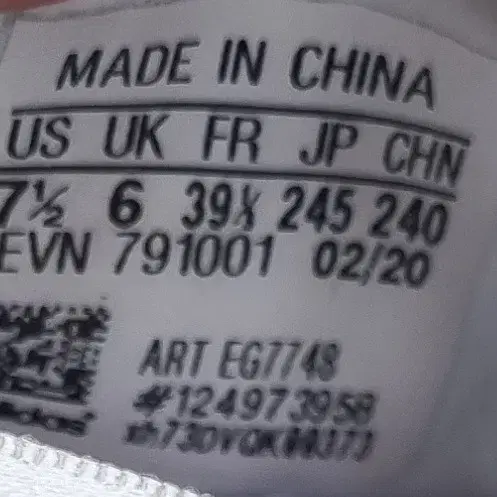 MADE IN CHINA
US UK FR JP CHN
7½ 6 39⅓ 245 240
EVN 791001 02/20
ART EG7748
#124973958
adidas